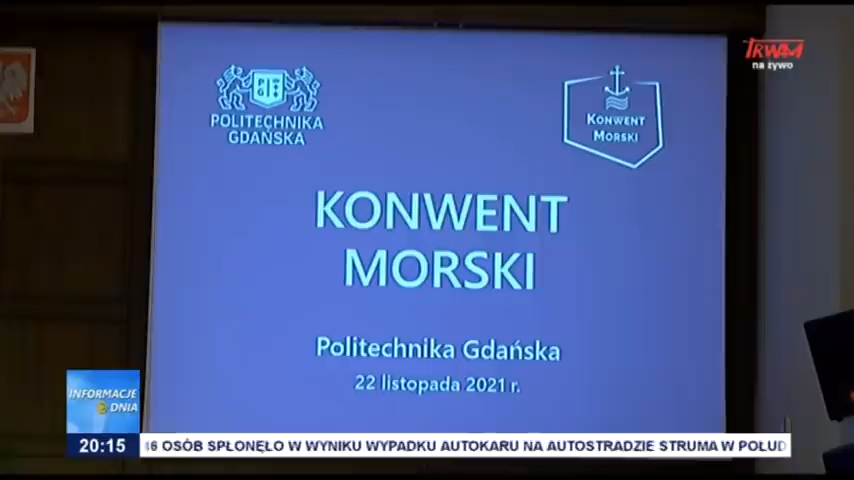 TRWAM
na żywo
POLITECHNIKA
GDAŃSKA
KONWENT
MORSKI
KONWENT
MORSKI
Politechnika Gdańska
22 listopada 2021 r.
INFORMACJE
DNIA
20:15
46 OSÓB SPŁONĘŁO W WYNIKU WYPADKU AUTOKARU NA AUTOSTRADZIE STRUMA W POŁUD